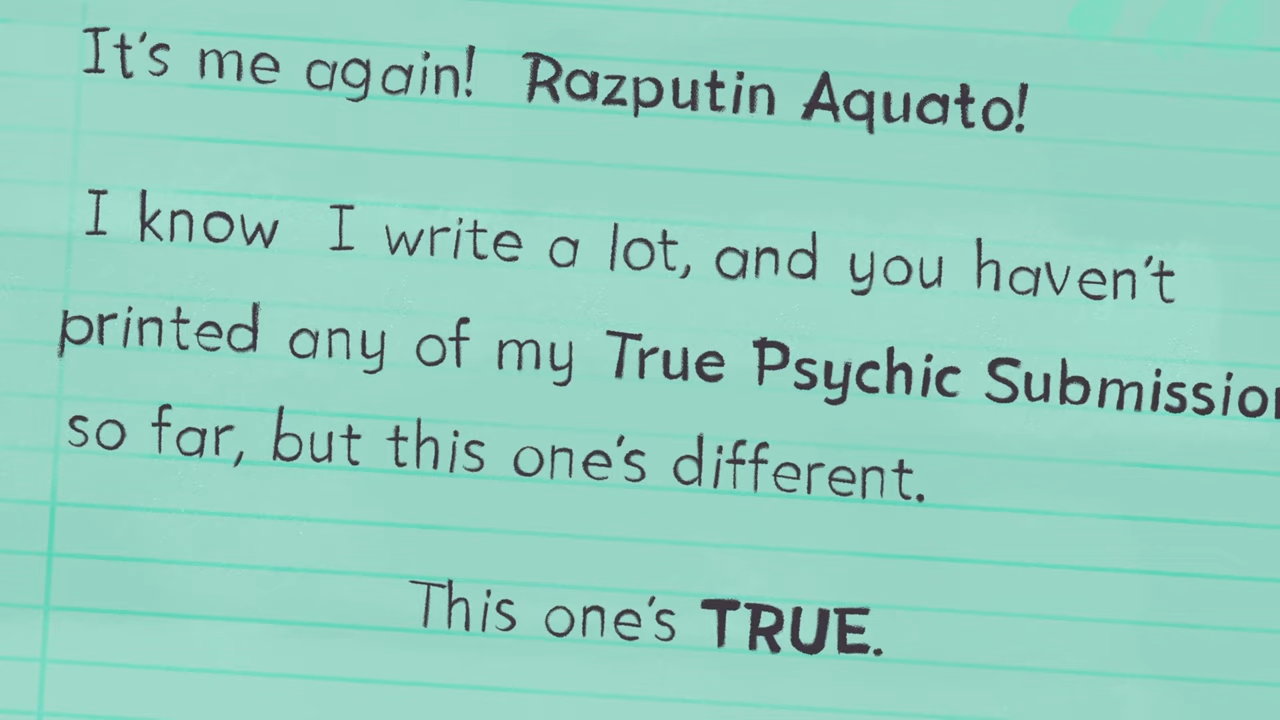 It's me again! Razputin Aquato!
I know I write a lot, and you haven't
printed any of my True Psychic Submission
so far, but this one's different.
This one's TRUE.